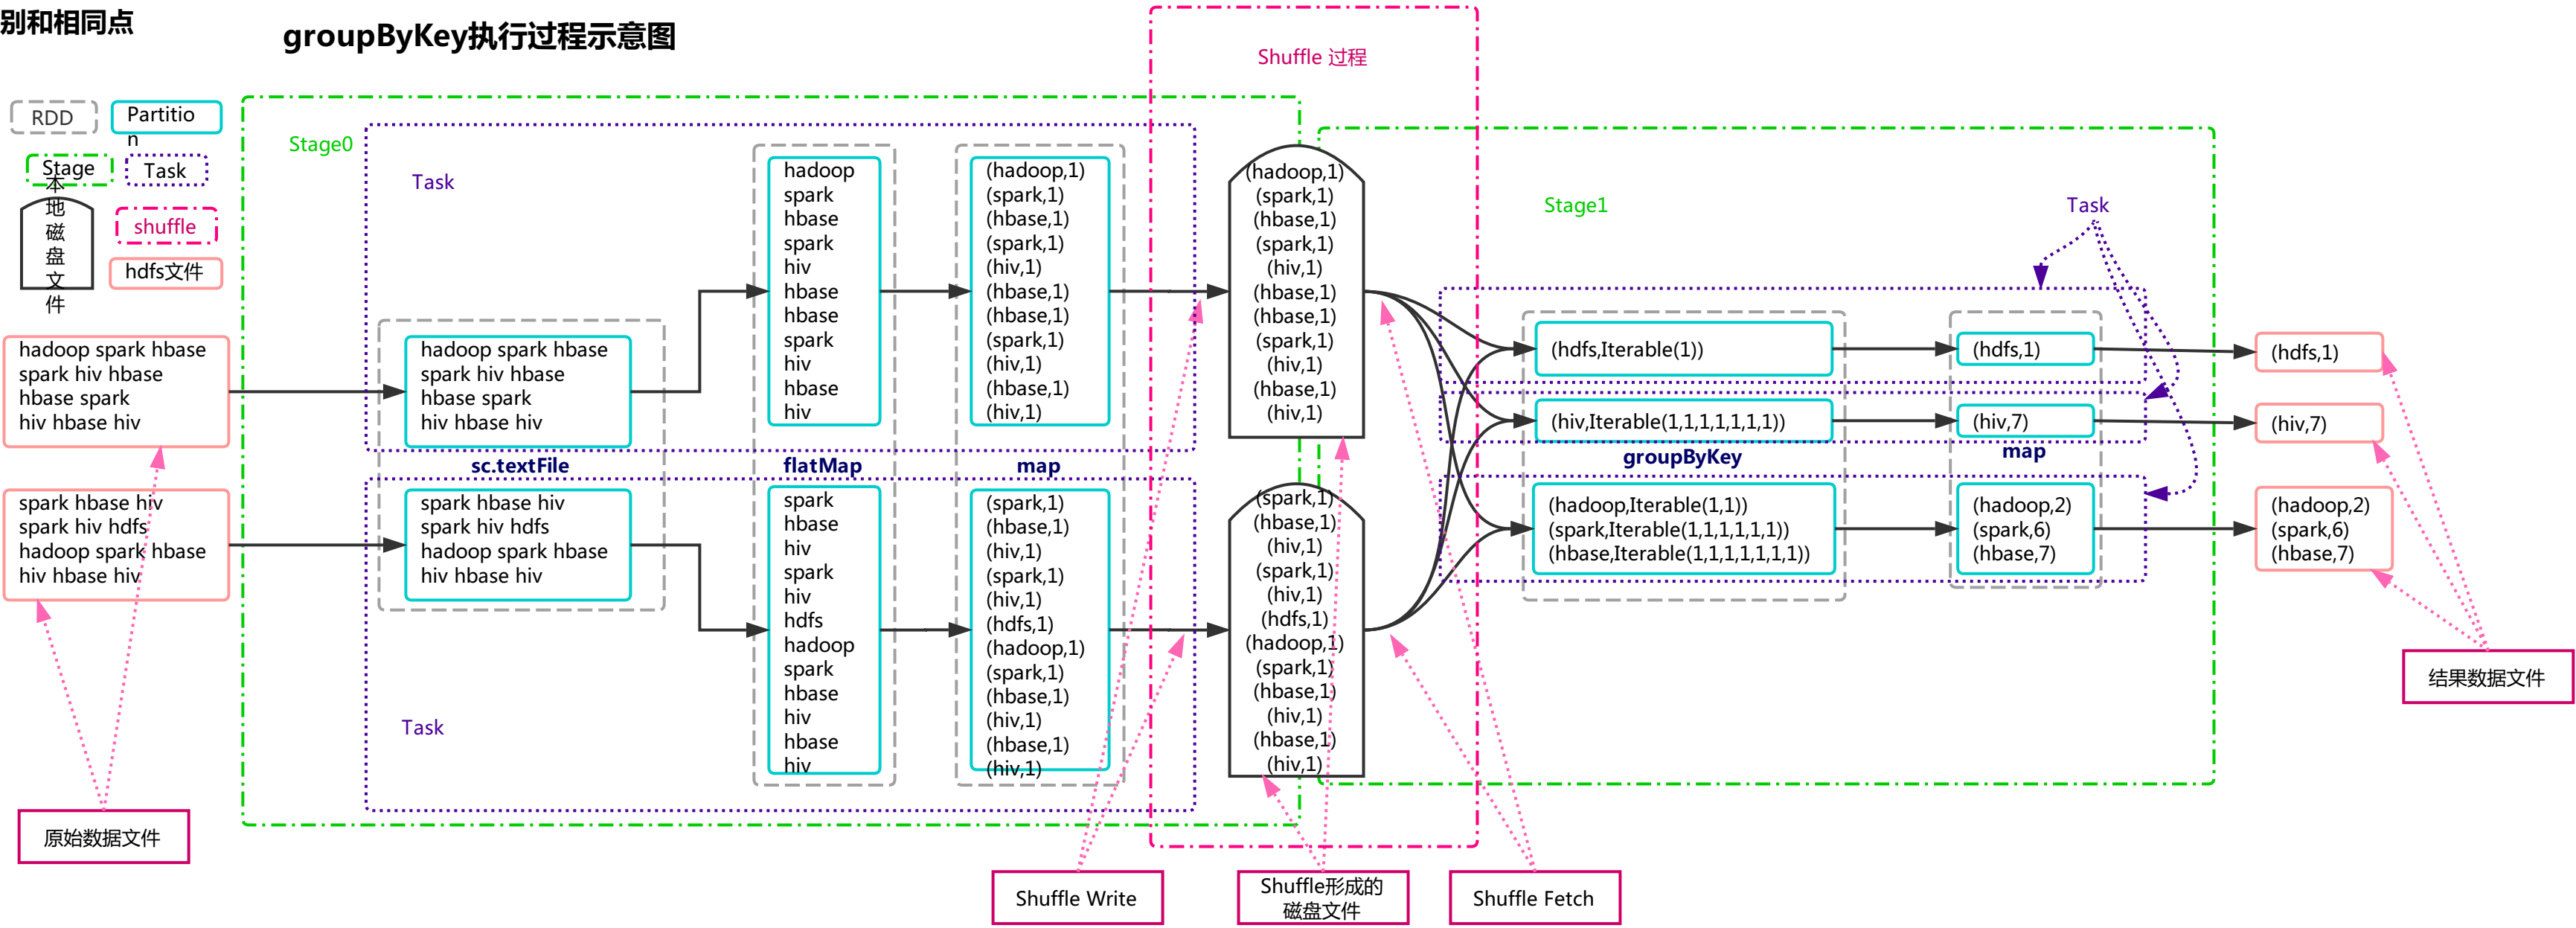 别和相同点
groupByKey执行过程示意图
Shuffle 过程
RDD
Partitio
n
Stage
Task
本
地
磁
盘
文
件
shuffle
hdfs文件
Stage0
Task
hadoop spark hbase
spark hiv hbase
hbase spark
hiv hbase hiv
hadoop spark hbase
spark hiv hbase
hbase spark
hiv hbase hiv
hadoop
spark
hbase
spark
hiv
hbase
hbase
spark
hiv
hbase
hiv
(hadoop,1)
(spark,1)
(hbase,1)
(spark,1)
(hiv,1)
(hbase,1)
(hbase,1)
(spark,1)
(hiv,1)
(hbase,1)
(hiv,1)
(hadoop,1)
(spark,1)
(hbase,1)
(spark,1)
(hiv,1)
(hbase,1)
(hbase,1)
(spark,1)
(hiv,1)
(hbase,1)
(hiv,1)
sc.textFile
flatMap
map
spark hbase hiv
spark hiv hdfs
hadoop spark hbase
hiv hbase hiv
spark hbase hiv
spark hiv hdfs
hadoop spark hbase
hiv hbase hiv
spark
hbase
hiv
spark
hiv
hdfs
hadoop
spark
hbase
hiv
hbase
hiv
(spark,1)
(hbase,1)
(hiv,1)
(spark,1)
(hiv,1)
(hdfs,1)
(hadoop,1)
(spark,1)
(hbase,1)
(hiv,1)
(hbase,1)
(hiv,1)
(spark,1)
(hbase,1)
(hiv,1)
(spark,1)
(hiv,1)
(hdfs,1)
(hadoop,1)
(spark,1)
(hbase,1)
(hiv,1)
(hbase,1)
(hiv,1)
Task
Stage1
Task
(hdfs,Iterable(1))
(hdfs,1)
(hdfs,1)
(hiv,Iterable(1,1,1,1,1,1,1))
(hiv,7)
(hiv,7)
groupByKey
map
(hadoop,Iterable(1,1))
(spark,Iterable(1,1,1,1,1,1))
(hbase,Iterable(1,1,1,1,1,1,1))
(hadoop,2)
(spark,6)
(hbase,7)
(hadoop,2)
(spark,6)
(hbase,7)
结果数据文件
原始数据文件
Shuffle Write
Shuffle形成的
磁盘文件
Shuffle Fetch